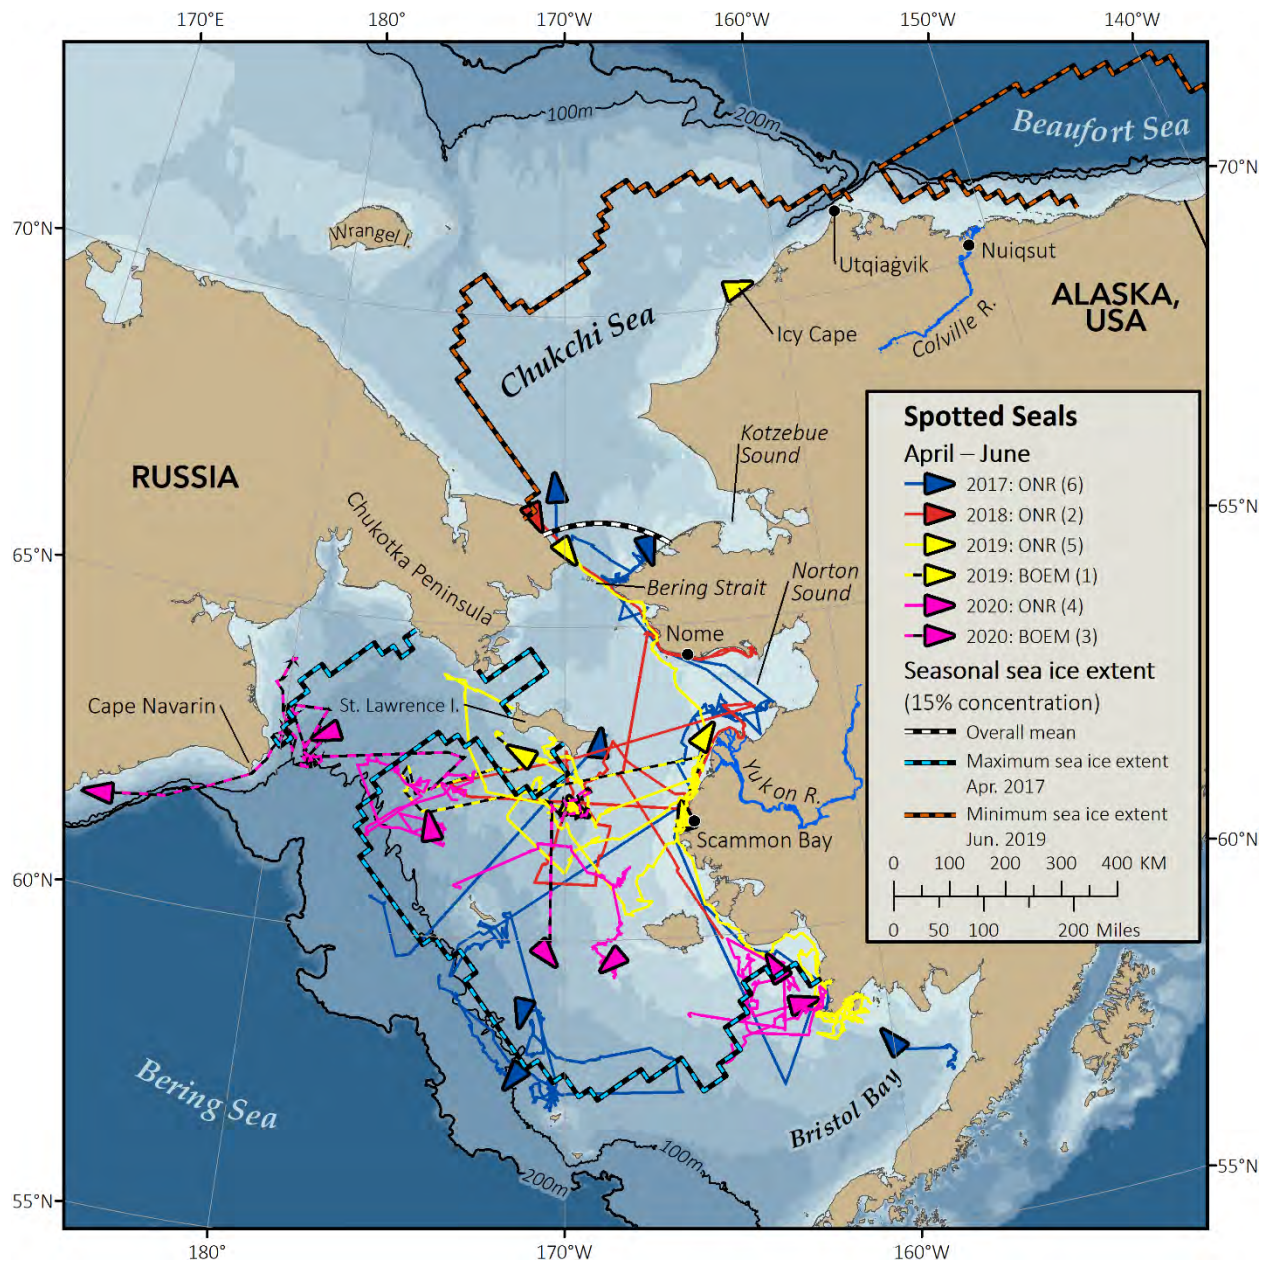 170°E
180°
170°W
160°W
150°W
140°W
100m
200m
Beaufort Sea
70°N
70°N
Wrangel I.
Utqiaġvik
Nuiqsut
ALASKA,
USA
Icy Cape
Colville R.
Chukchi Sea
RUSSIA
Kotzebue
Sound
65°N
65°N
Chukotka Peninsula
Bering Strait
Norton
Sound
Nome
Cape Navarin
St. Lawrence I.
Yukon R.
Scammon Bay
60°N
60°N
Spotted Seals
April – June
2017: ONR (6)
2018: ONR (2)
2019: ONR (5)
2019: BOEM (1)
2020: ONR (4)
2020: BOEM (3)
Seasonal sea ice extent
(15% concentration)
Overall mean
Maximum sea ice extent
Apr. 2017
Minimum sea ice extent
Jun. 2019
0 100 200 300 400 KM
0 50 100 200 Miles
Bering Sea
Bristol Bay
100m
200m
55°N
55°N
180°
170°W
160°W